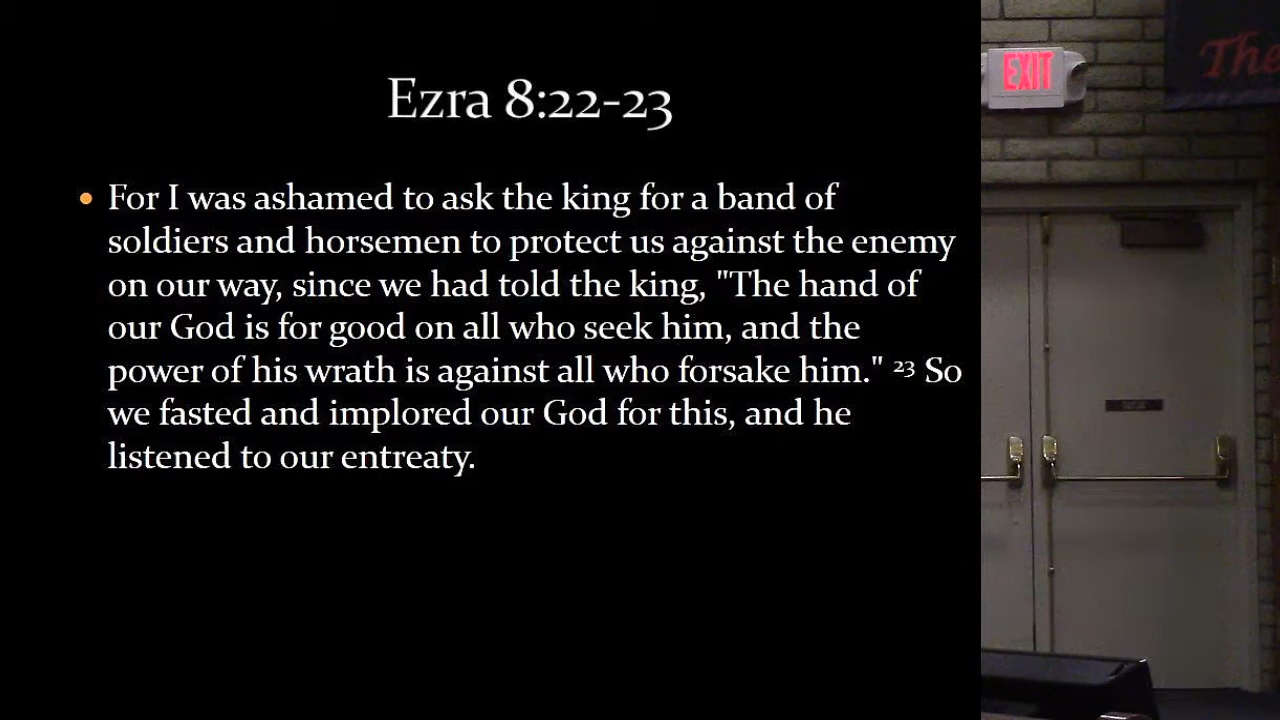 Ezra 8:22-23
• For I was ashamed to ask the king for a band of
soldiers and horsemen to protect us against the enemy
on our way, since we had told the king, "The hand of
our God is for good on all who seek him, and the
power of his wrath is against all who forsake him." 23 So
we fasted and implored our God for this, and he
listened to our entreaty.
EXIT
The